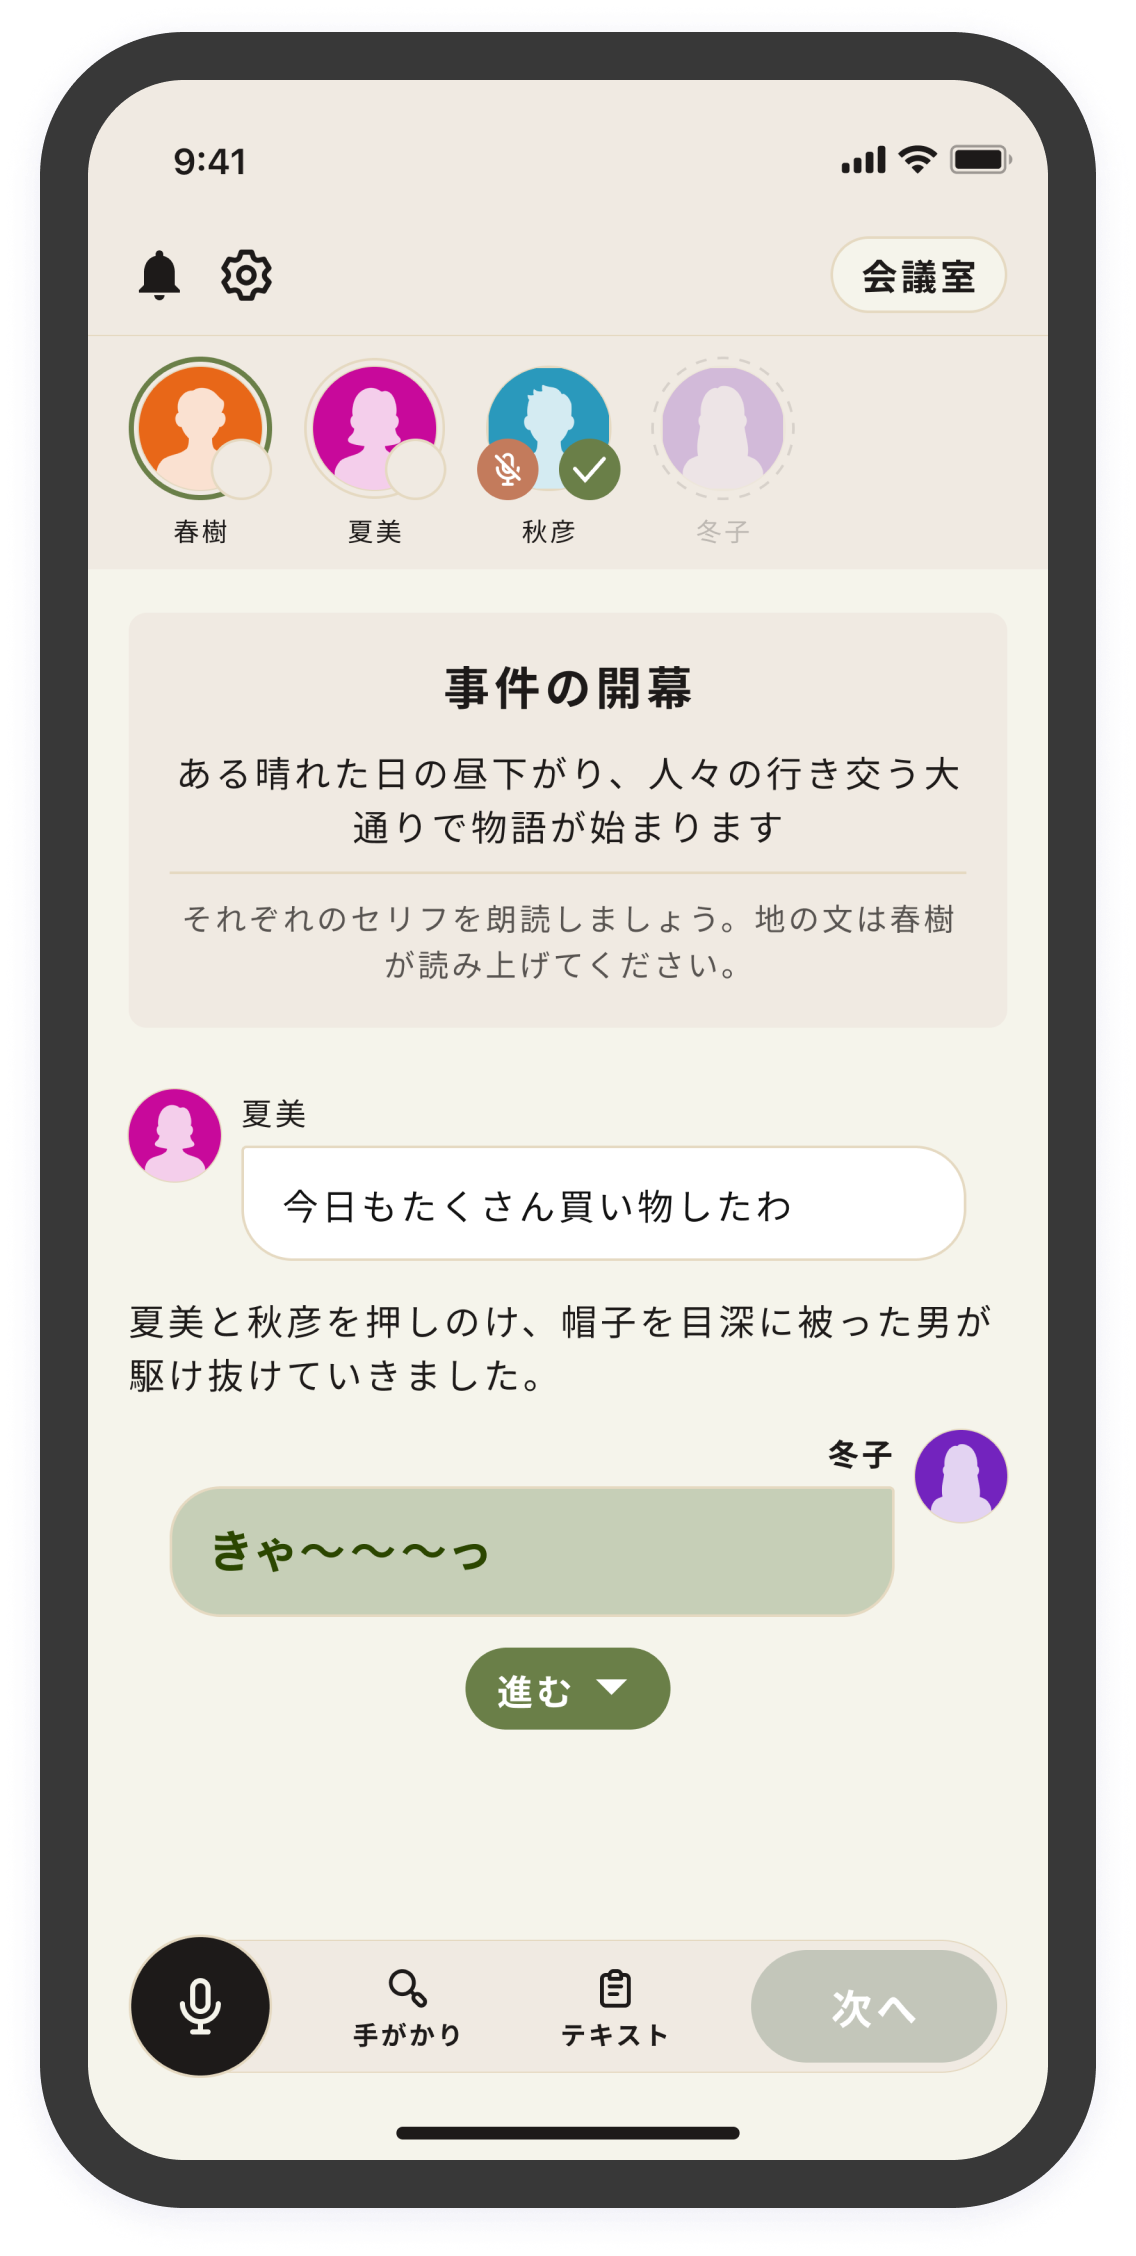 9:41
会議室
春樹
夏美
秋彦
冬子
事件の開幕
ある晴れた日の昼下がり、人々の行き交う大
通りで物語が始まります
それぞれのセリフを朗読しましょう。地の文は春樹
が読み上げてください。
夏美
今日もたくさん買い物したわ
夏美と秋彦を押しのけ、帽子を目深に被った男が
駆け抜けていきました。
冬子
きゃ〜〜〜っ
進む
手がかり
テキスト
次へ